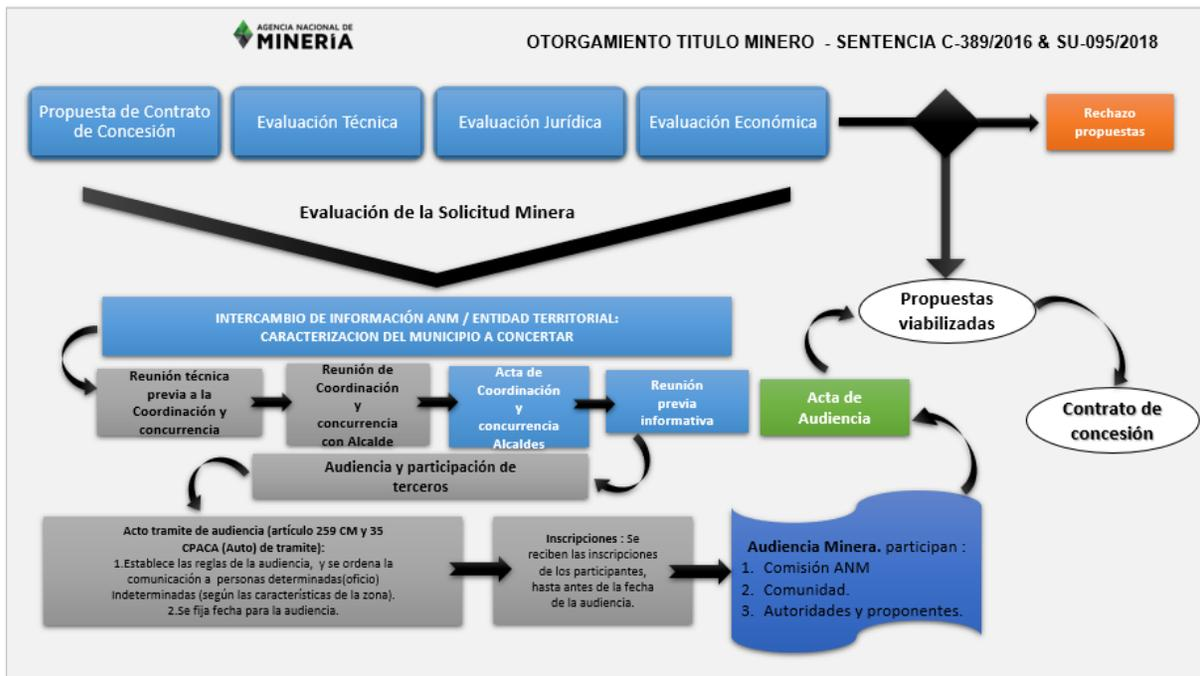 AGENCIA NACIONAL DE
MINERÍA
OTORGAMIENTO TITULO MINERO - SENTENCIA C-389/2016 & SU-095/2018
Propuesta de Contrato
de Concesión
Evaluación Técnica
Evaluación Jurídica
Evaluación Económica
Rechazo
propuestas
Evaluación de la Solicitud Minera
Propuestas
viabilizadas
INTERCAMBIO DE INFORMACIÓN ANM / ENTIDAD TERRITORIAL:
CARACTERIZACION DEL MUNICIPIO A CONCERTAR
Reunión técnica
previa a la
Coordinación y
concurrencia
Reunión de
Coordinación
y
concurrencia
con Alcalde
Acta de
Coordinación
y
concurrencia
Alcaldes
Reunión
previa
informativa
Acta de
Audiencia
Contrato de
concesión
Audiencia y participación de
terceros
Acto tramite de audiencia (artículo 259 CM y 35
CPACA (Auto) de tramite):
1.Establece las reglas de la audiencia, y se ordena la
comunicación a personas determinadas(oficio)
Indeterminadas (según las características de la zona).
2.Se fija fecha para la audiencia.
Inscripciones : Se
reciben las inscripciones
de los participantes,
hasta antes de la fecha
de la audiencia.
Audiencia Minera. participan :
1. Comisión ANM
2. Comunidad.
3. Autoridades y proponentes.